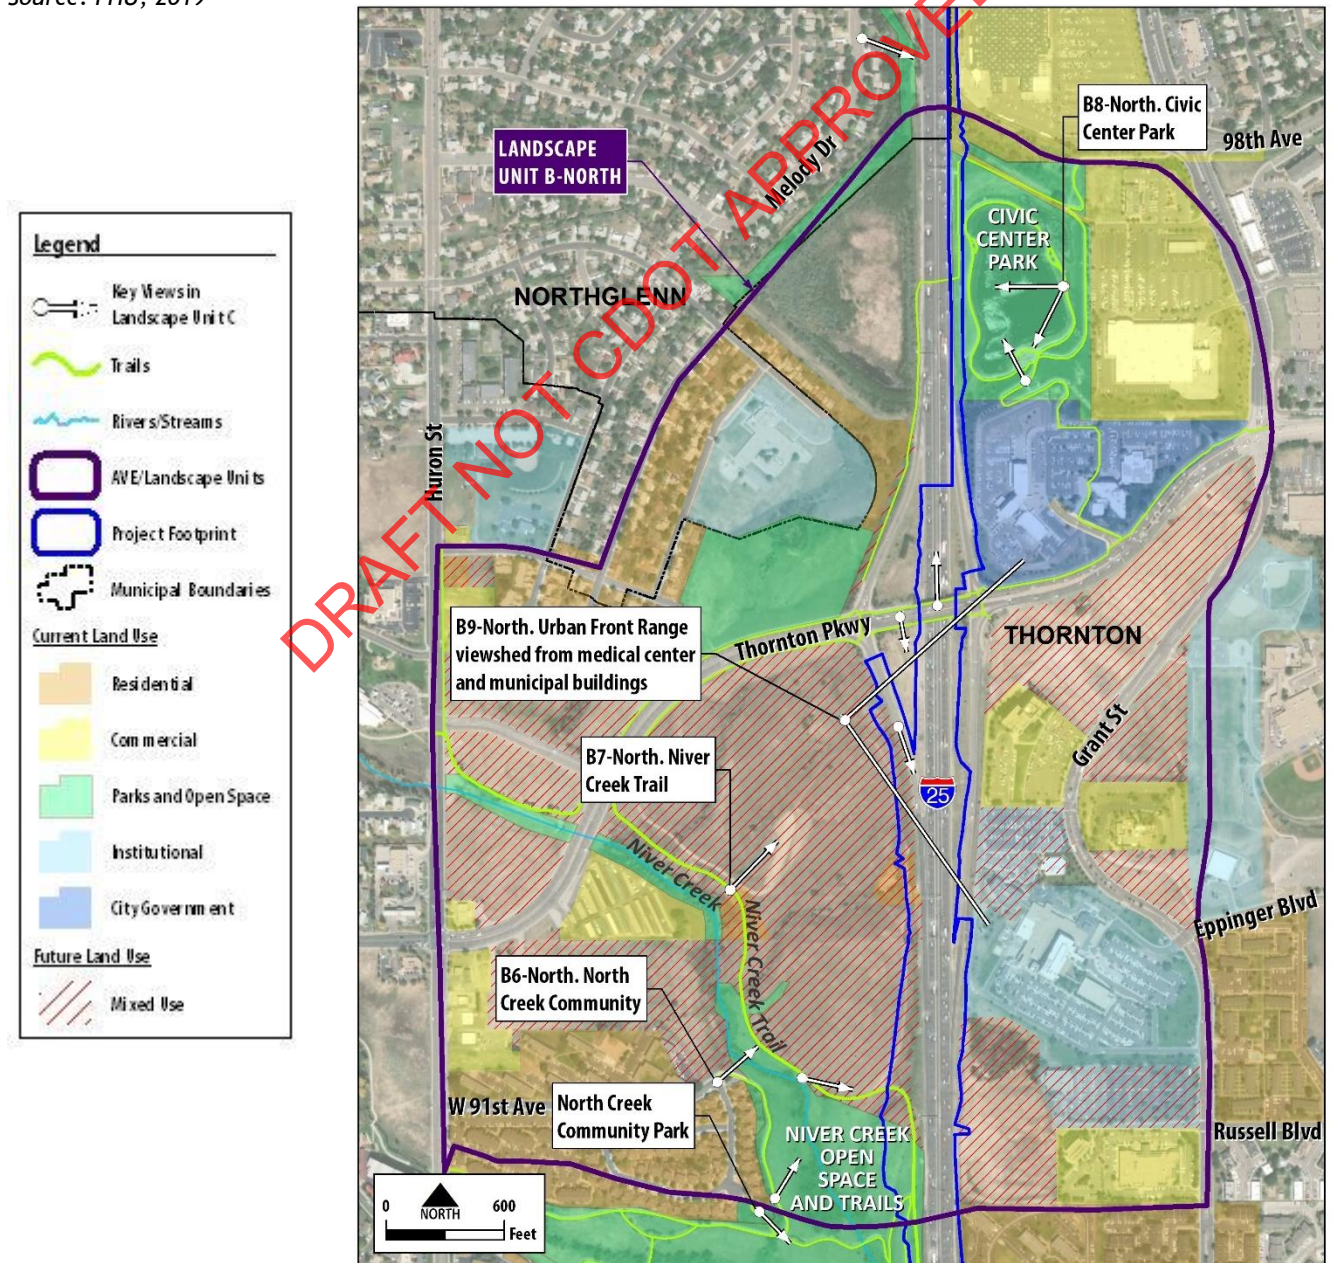 Source: FHU, 2019
DRAFT NOT CDOT APPROVED
Legend
Key Views in
Landscape Unit C
Trails
Rivers/Streams
AVE/Landscape Units
Project Footprint
Municipal Boundaries
Current Land Use
Residential
Commercial
Parks and Open Space
Institutional
City Government
Future Land Use
Mixed Use
B8-North. Civic
Center Park
98th Ave
LANDSCAPE
UNIT B-NORTH
Melody Dr
CIVIC
CENTER
PARK
NORTHGLENN
Huron St
B9-North. Urban Front Range
viewshed from medical center
and municipal buildings
Thornton Pkwy
THORNTON
Grant St
B7-North. Niver
Creek Trail
25
Niver Creek
Niver Creek Trail
Eppinger Blvd
B6-North. North
Creek Community
W 91st Ave
North Creek
Community Park
NIVER CREEK
OPEN
SPACE
AND TRAILS
Russell Blvd
0
600
NORTH
Feet